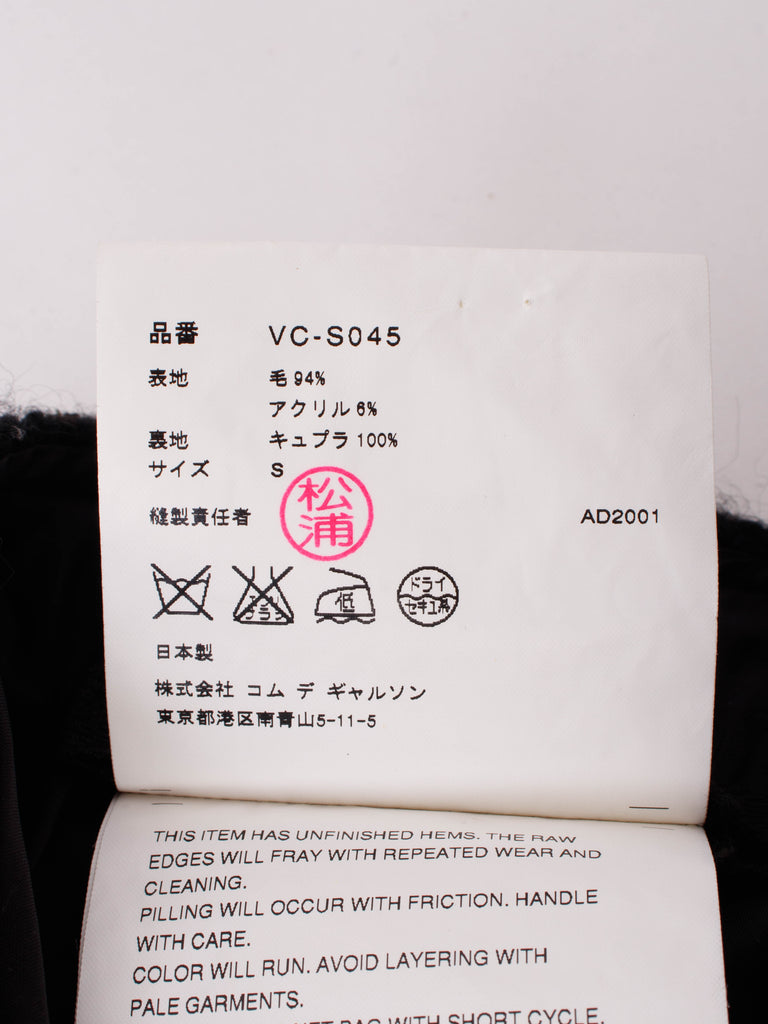 品番 VC-S045
表地 毛 94%
アクリル 6%
裏地 キュプラ 100%
サイズ S
縫製責任者 松浦 AD2001
低 ドライ セキユ系
日本製
株式会社 コム デ ギャルソン
東京都港区南青山5-11-5
THIS ITEM HAS UNFINISHED HEMS. THE RAW
EDGES WILL FRAY WITH REPEATED WEAR AND
CLEANING.
PILLING WILL OCCUR WITH FRICTION. HANDLE
WITH CARE.
COLOR WILL RUN. AVOID LAYERING WITH
PALE GARMENTS.
BAG WITH SHORT CYCLE.